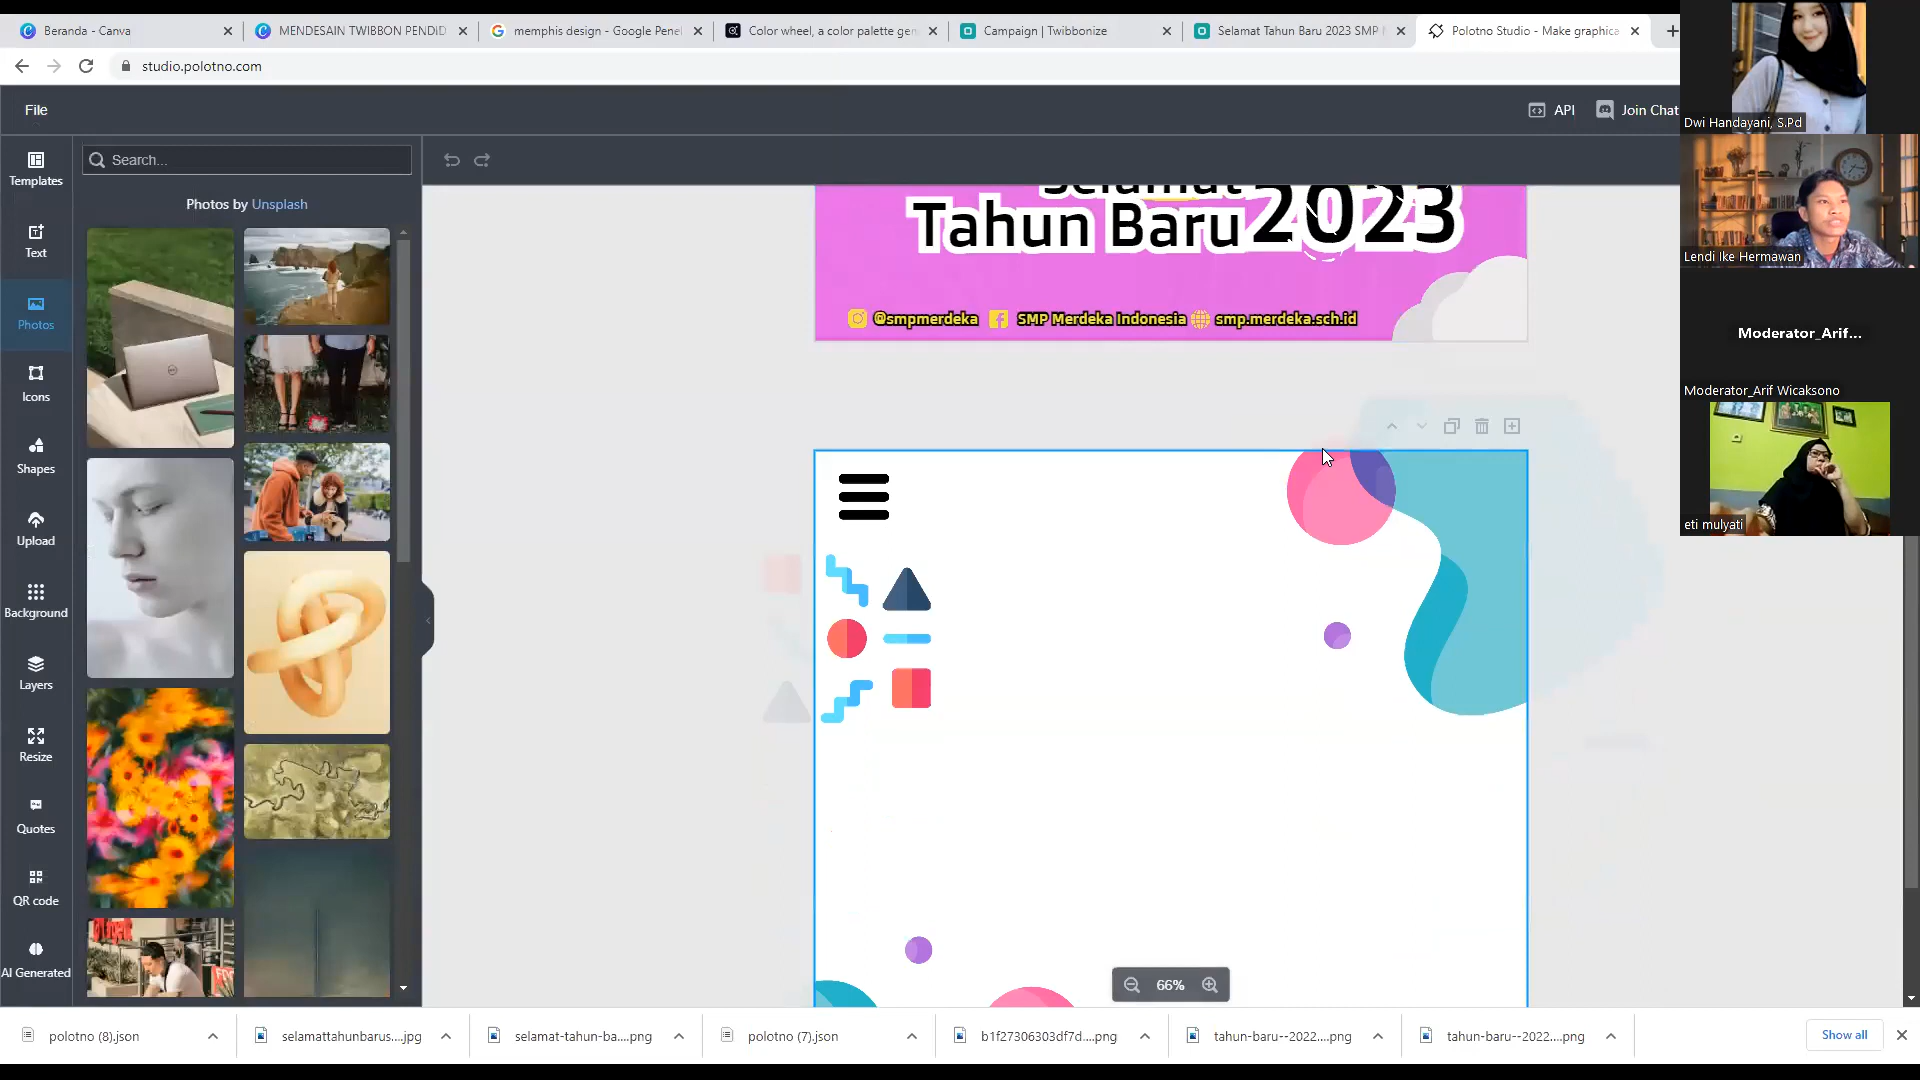 Beranda - Canva
MENDESAIN TWIBBON PENDID
memphis design - Google Penel
Color wheel, a color palette gen
Campaign | Twibbonize
Selamat Tahun Baru 2023 SMP M
Polotno Studio - Make graphica
studio.polotno.com
File
API
Join Chat
Templates
Text
Photos
Icons
Shapes
Upload
Background
Layers
Resize
Quotes
QR code
AI Generated
Search...
Photos by Unsplash
Selamat
Tahun Baru 2023
@smpmerdeka
SMP Merdeka Indonesia
smp.merdeka.sch.id
66%
Dwi Handayani, S.Pd
Lendi Ike Hermawan
Moderator_Arif...
Moderator_Arif Wicaksono
eti mulyati
polotno (8).json
selamattahunbarus....jpg
selamat-tahun-ba....png
polotno (7).json
b1f27306303df7d....png
tahun-baru--2022....png
tahun-baru--2022....png
Show all